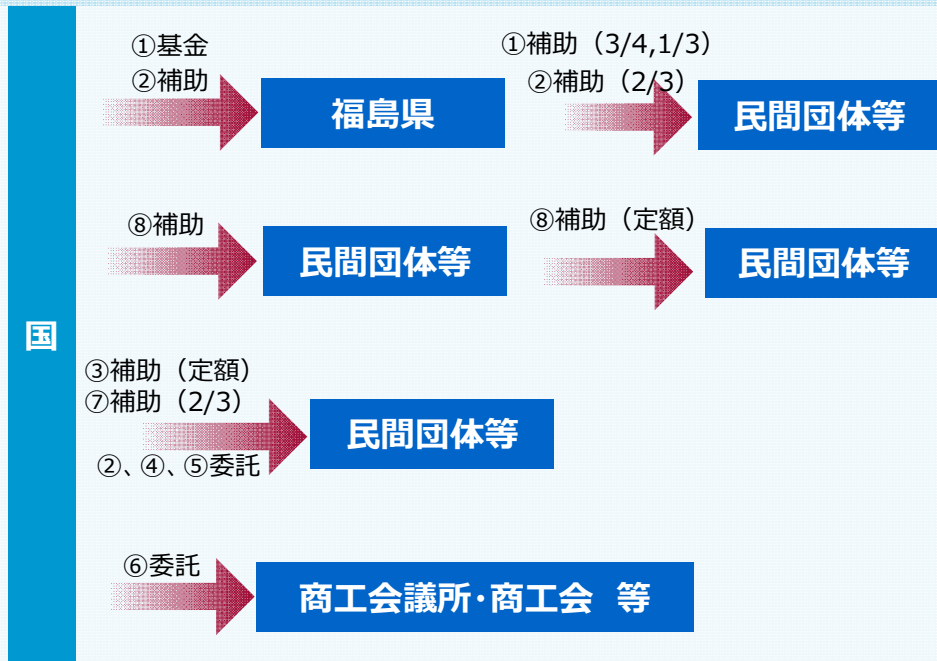 国
①基金
②補助
福島県
①補助（3/4,1/3）
②補助（2/3）
民間団体等
⑧補助
民間団体等
⑧補助（定額）
民間団体等
③補助（定額）
⑦補助（2/3）
②、④、⑤委託
民間団体等
⑥委託
商工会議所・商工会 等